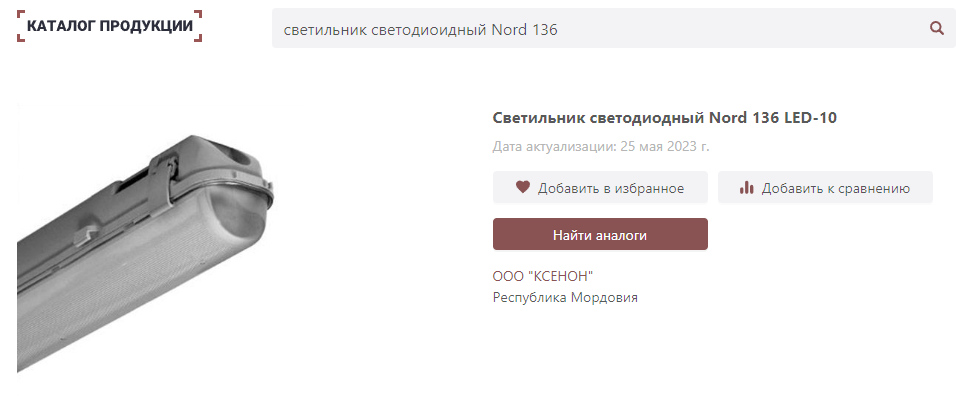 КАТАЛОГ ПРОДУКЦИИ
светильник светодиоидный Nord 136
Светильник светодиодный Nord 136 LED-10
Дата актуализации: 25 мая 2023 г.
Добавить в избранное
Добавить к сравнению
Найти аналоги
ООО "КСЕНОН"
Республика Мордовия